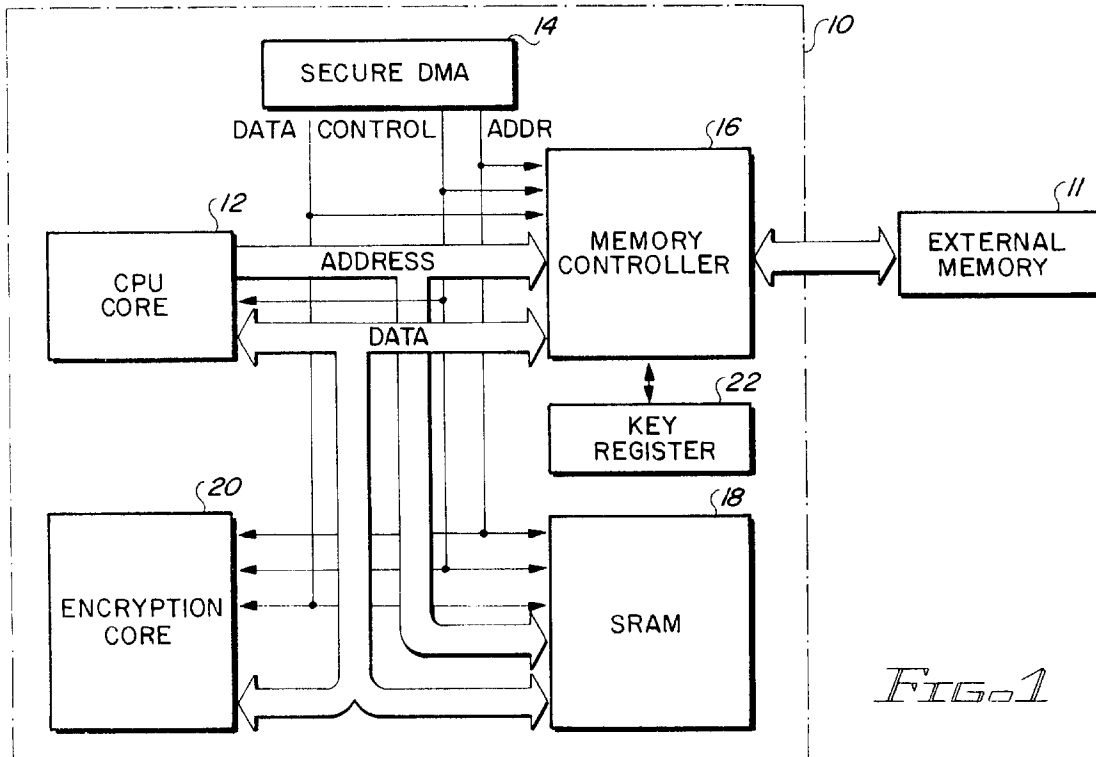 14
10
SECURE DMA
DATA CONTROL ADDR
16
12
11
CPU
CORE
ADDRESS
MEMORY
CONTROLLER
EXTERNAL
MEMORY
DATA
22
KEY
REGISTER
20
18
ENCRYPTION
CORE
SRAM
FIG.1